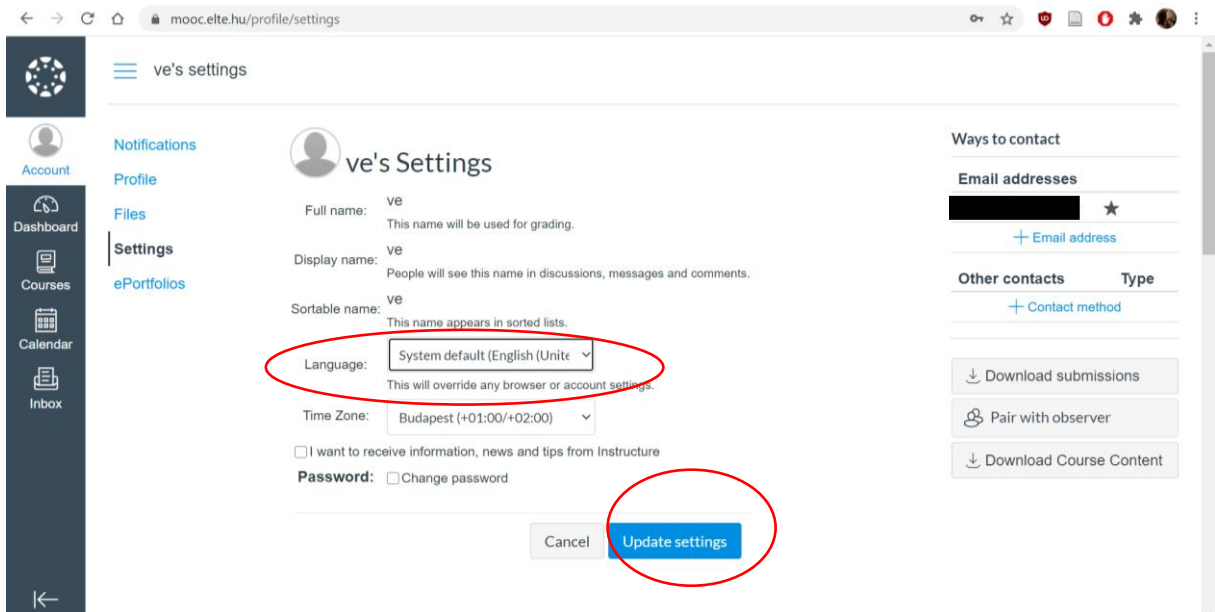 mooc.elte.hu/profile/settings
ve's settings
Account
Dashboard
Courses
Calendar
Inbox
Notifications
Profile
Files
Settings
ePortfolios
ve's Settings
Full name: ve
This name will be used for grading.
Display name: ve
People will see this name in discussions, messages and comments.
Sortable name: ve
This name appears in sorted lists.
Language: System default (English (Unite
This will override any browser or account settings.
Time Zone: Budapest (+01:00/+02:00)
I want to receive information, news and tips from Instructure
Password: Change password
Cancel Update settings
Ways to contact
Email addresses
Email address
Other contacts Type
Contact method
Download submissions
Pair with observer
Download Course Content